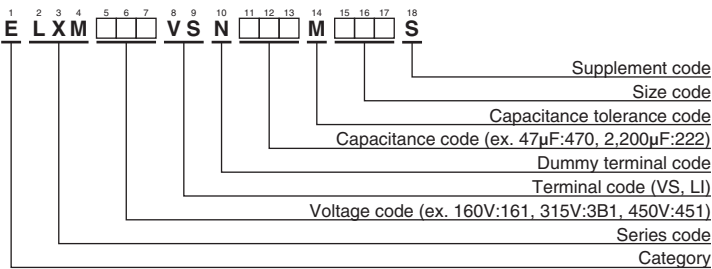 1 2 3 4 5 6 7 8 9 10 11 12 13 14 15 16 17 18
E L X M □□□ V S N □□□ M □□□ S
Supplement code
Size code
Capacitance tolerance code
Capacitance code (ex. 47µF:470, 2,200µF:222)
Dummy terminal code
Terminal code (VS, LI)
Voltage code (ex. 160V:161, 315V:3B1, 450V:451)
Series code
Category